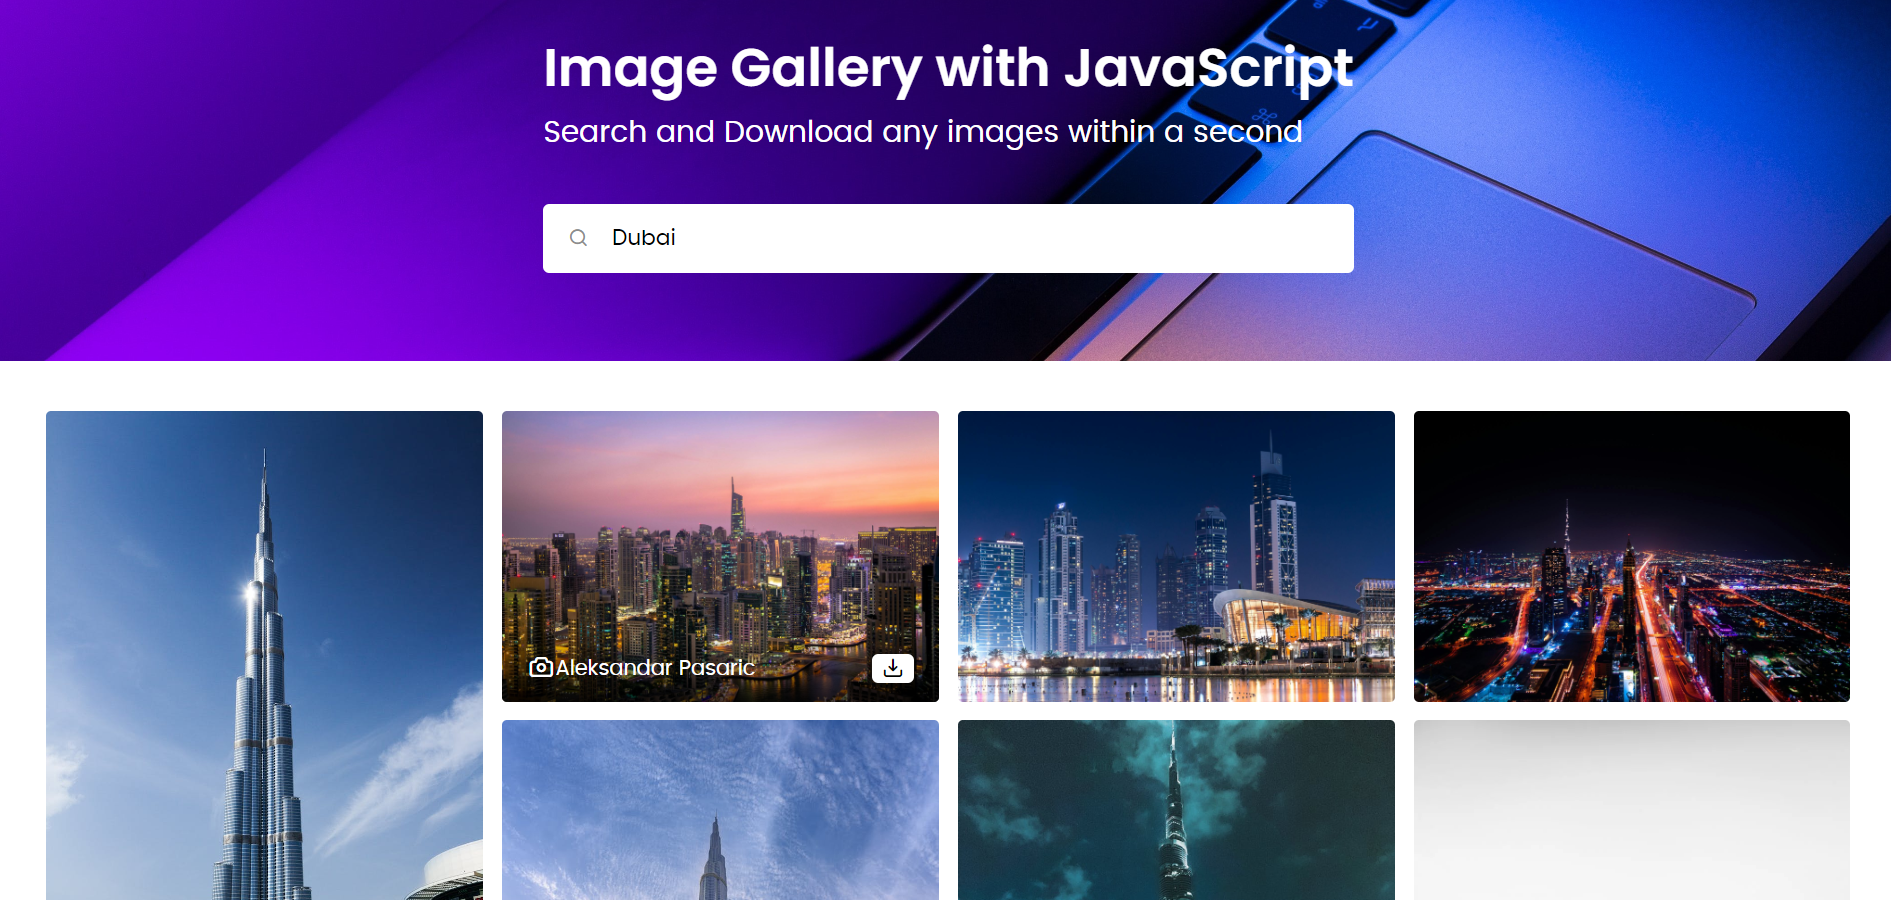 Image Gallery with JavaScript
Search and Download any images within a second
Dubai
Aleksandar Pasaric